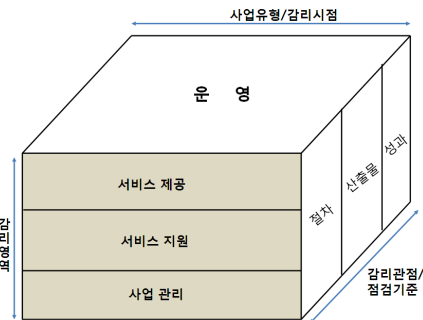 사업유형/감리시점
운 영
서비스 제공
서비스 지원
사업 관리
절차
산출물
성과
감리영역
감리관점/
점검기준